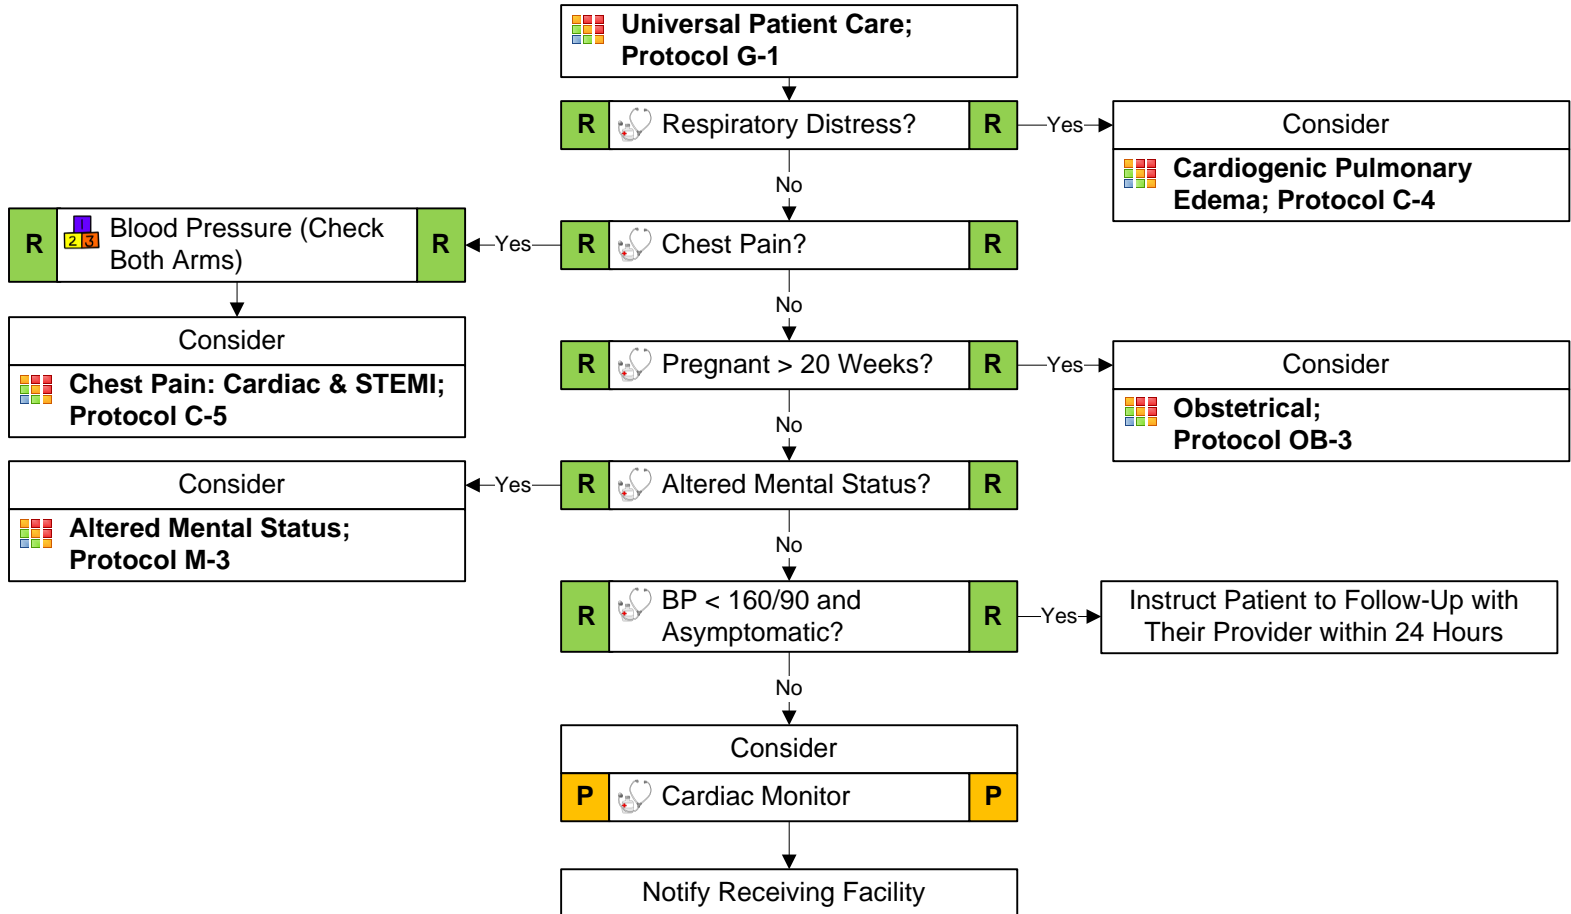 Universal Patient Care;
Protocol G-1
R Respiratory Distress? R
Yes
Consider
Cardiogenic Pulmonary
Edema; Protocol C-4
No
R 1 2 3 Blood Pressure (Check
Both Arms) R
Yes
R Chest Pain? R
Consider
Chest Pain: Cardiac & STEMI;
Protocol C-5
No
R Pregnant > 20 Weeks? R
Yes
Consider
Obstetrical;
Protocol OB-3
No
R Altered Mental Status? R
Yes
Consider
Altered Mental Status;
Protocol M-3
No
R BP < 160/90 and
Asymptomatic? R
Yes
Instruct Patient to Follow-Up with
Their Provider within 24 Hours
No
Consider
P Cardiac Monitor P
Notify Receiving Facility